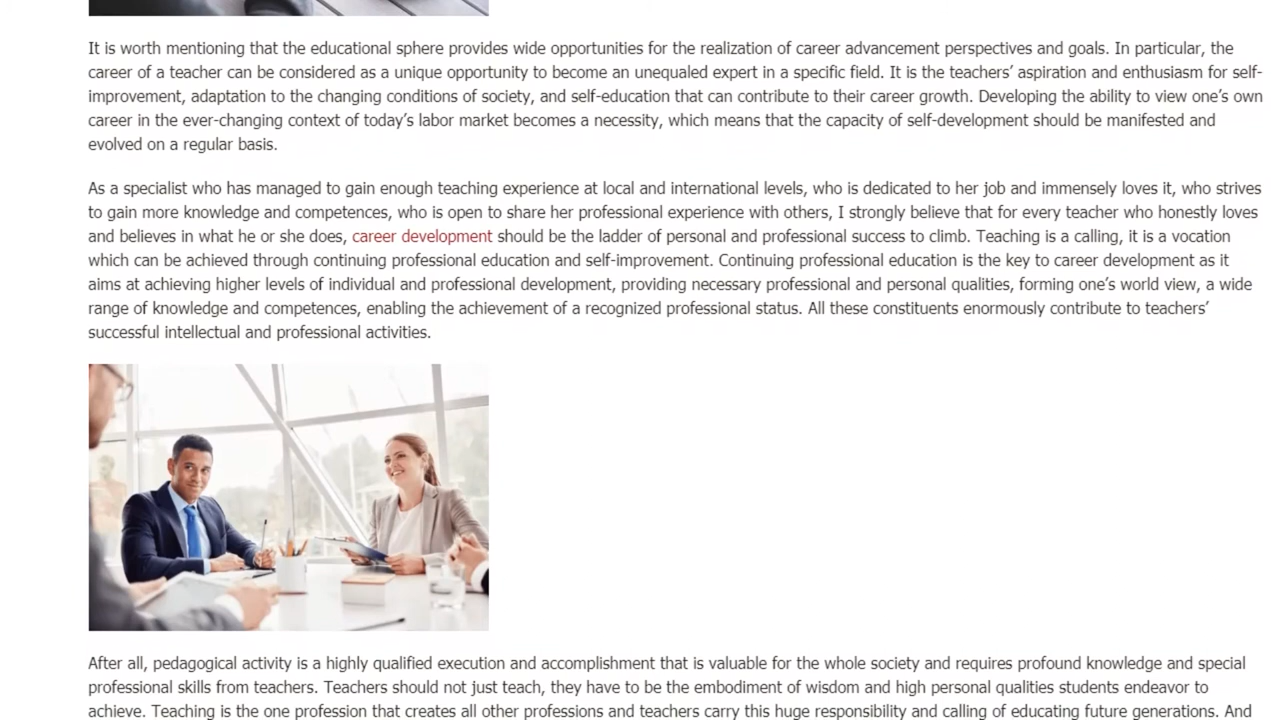 It is worth mentioning that the educational sphere provides wide opportunities for the realization of career advancement perspectives and goals. In particular, the
career of a teacher can be considered as a unique opportunity to become an unequaled expert in a specific field. It is the teachers’ aspiration and enthusiasm for self-
improvement, adaptation to the changing conditions of society, and self-education that can contribute to their career growth. Developing the ability to view one’s own
career in the ever-changing context of today’s labor market becomes a necessity, which means that the capacity of self-development should be manifested and
evolved on a regular basis.
As a specialist who has managed to gain enough teaching experience at local and international levels, who is dedicated to her job and immensely loves it, who strives
to gain more knowledge and competences, who is open to share her professional experience with others, I strongly believe that for every teacher who honestly loves
and believes in what he or she does, career development should be the ladder of personal and professional success to climb. Teaching is a calling, it is a vocation
which can be achieved through continuing professional education and self-improvement. Continuing professional education is the key to career development as it
aims at achieving higher levels of individual and professional development, providing necessary professional and personal qualities, forming one’s world view, a wide
range of knowledge and competences, enabling the achievement of a recognized professional status. All these constituents enormously contribute to teachers’
successful intellectual and professional activities.
After all, pedagogical activity is a highly qualified execution and accomplishment that is valuable for the whole society and requires profound knowledge and special
professional skills from teachers. Teachers should not just teach, they have to be the embodiment of wisdom and high personal qualities students endeavor to
achieve. Teaching is the one profession that creates all other professions and teachers carry this huge responsibility and calling of educating future generations. And